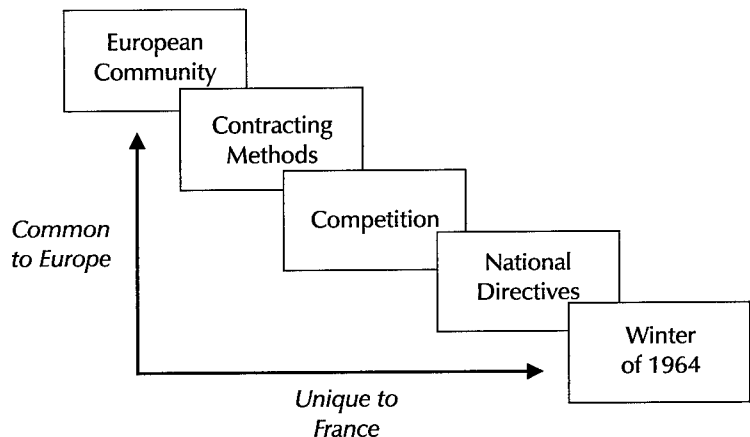 European
Community
Contracting
Methods
Competition
Common
to Europe
National
Directives
Winter
of 1964
Unique to
France